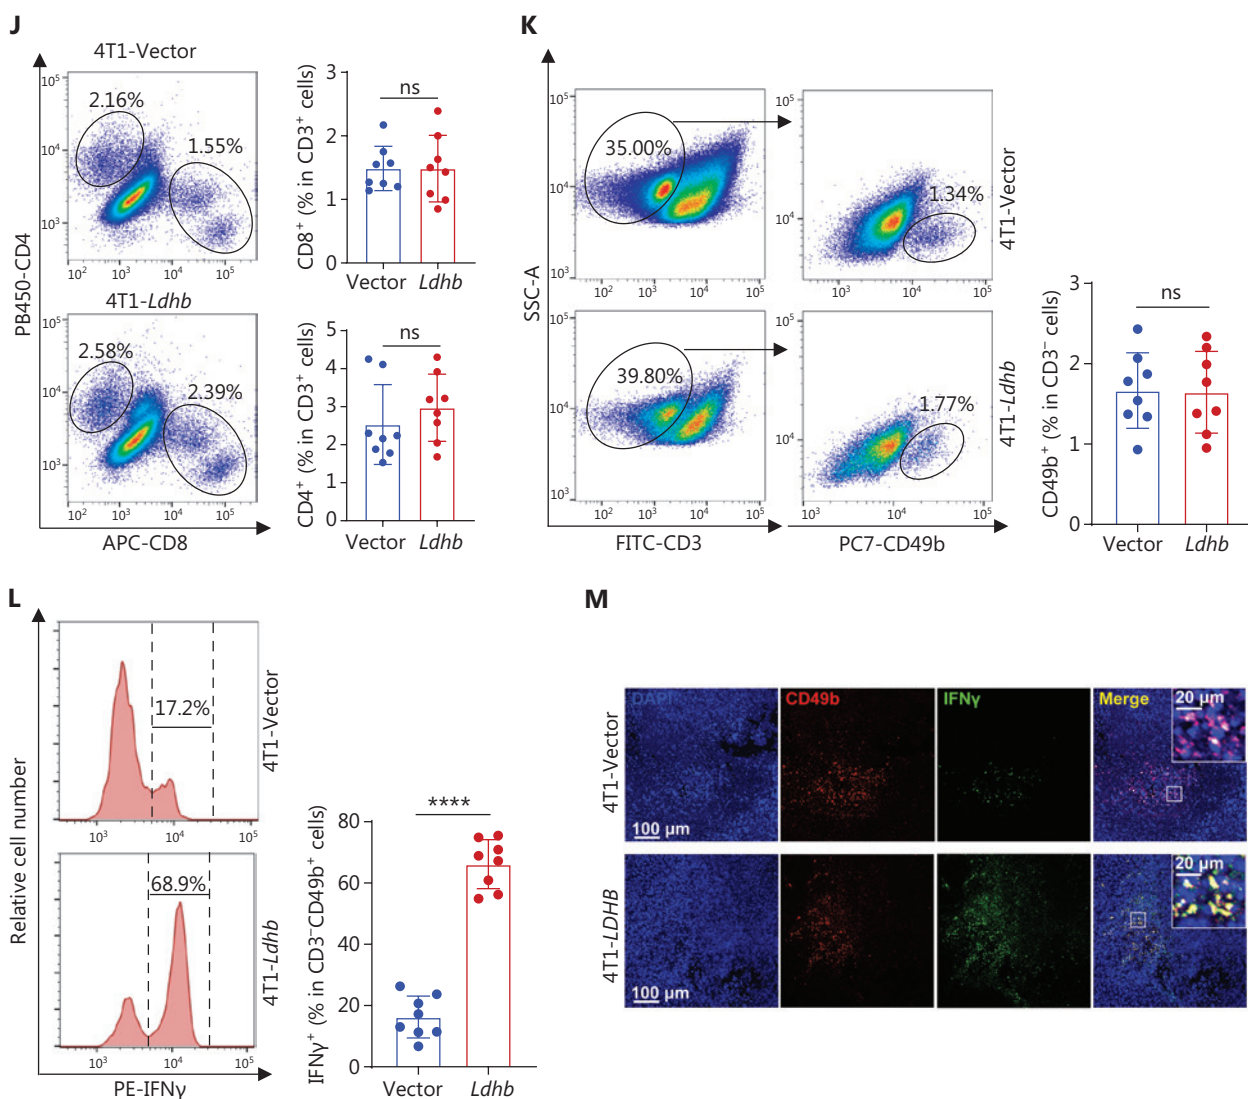 J
4T1-Vector
10⁵
10⁴
10³
2.16%
1.55%
10² 10³ 10⁴ 10⁵
4T1-Ldhb
10⁵
10⁴
10³
2.58%
2.39%
10² 10³ 10⁴ 10⁵
PB450-CD4
APC-CD8
CD8⁺ (% in CD3⁺ cells)
3
2
1
0
ns
Vector Ldhb
CD4⁺ (% in CD3⁺ cells)
5
4
3
2
1
0
ns
Vector Ldhb
K
SSC-A
10⁵
10⁴
10³
35.00%
10² 10³ 10⁴ 10⁵
10⁵
10⁴
1.34%
10³ 10⁴ 10⁵
4T1-Vector
10⁵
10⁴
10³
39.80%
10² 10³ 10⁴ 10⁵
10⁵
10⁴
1.77%
10³ 10⁴ 10⁵
4T1-Ldhb
FITC-CD3
PC7-CD49b
CD49b⁺ (% in CD3⁻ cells)
3
2
1
0
ns
Vector Ldhb
L
Relative cell number
17.2%
10³ 10⁴ 10⁵
4T1-Vector
68.9%
10³ 10⁴ 10⁵
4T1-Ldhb
PE-IFNγ
IFNγ⁺ (% in CD3⁻CD49b⁺ cells)
80
60
40
20
0
****
Vector Ldhb
M
4T1-Vector
DAPI
CD49b
IFNγ
Merge
20 μm
100 μm
4T1-LDHB
20 μm
100 μm